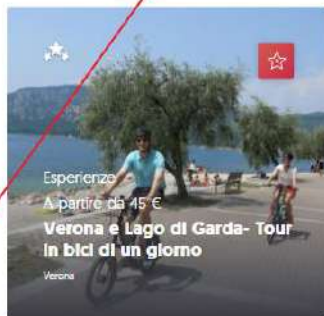 Esperienze
A partire da 45 €
Verona e Lago di Garda- Tour
in bici di un giorno
Verona